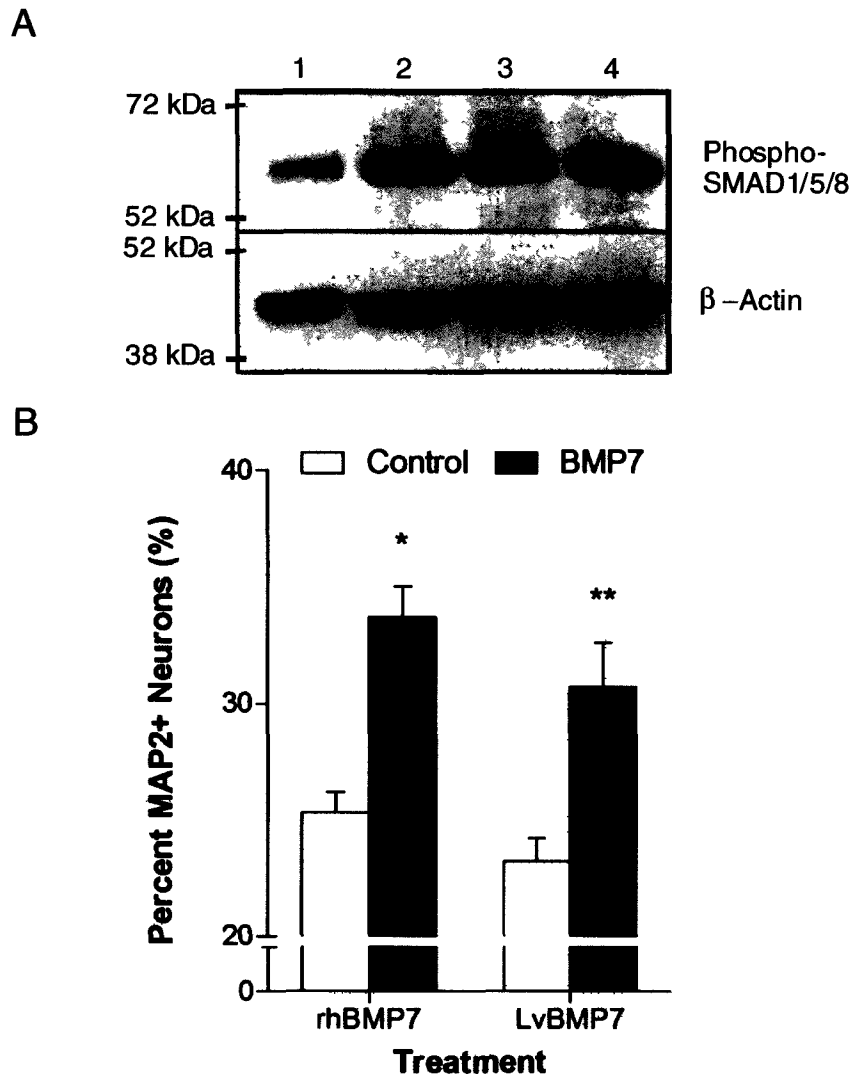 A
1 2 3 4
72 kDa
Phospho-
SMAD1/5/8
52 kDa
52 kDa
β –Actin
38 kDa
B
Control BMP7
40
30
20
0
Percent MAP2+ Neurons (%)
*
**
rhBMP7 LvBMP7
Treatment